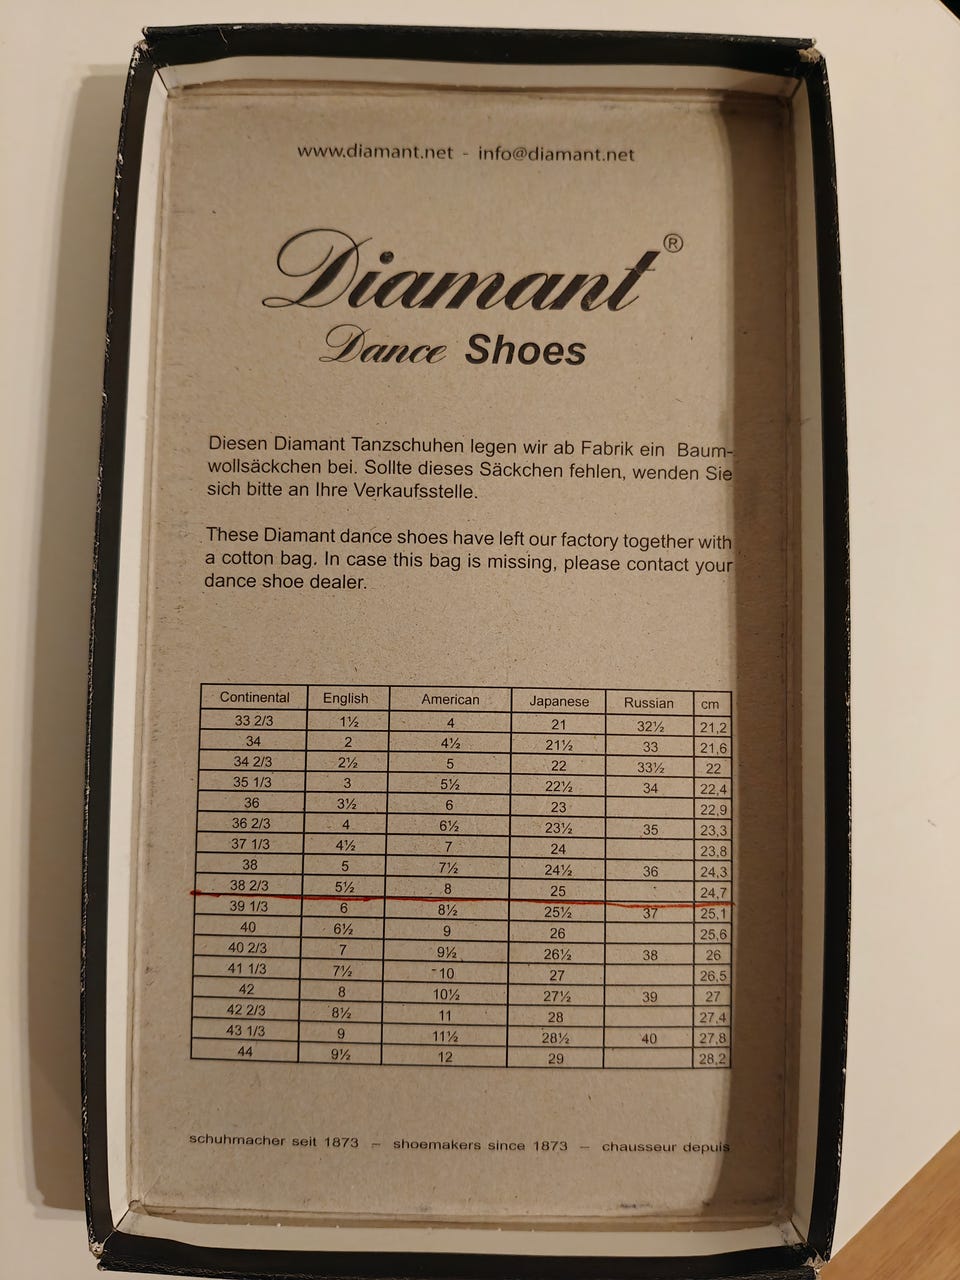 www.diamant.net - info@diamant.net
Diamant®
Dance Shoes
Diesen Diamant Tanzschuhen legen wir ab Fabrik ein Baum-
wollsäckchen bei. Sollte dieses Säckchen fehlen, wenden Sie
sich bitte an Ihre Verkaufsstelle.
These Diamant dance shoes have left our factory together with
a cotton bag. In case this bag is missing, please contact your
dance shoe dealer.
Continental English American Japanese Russian cm
33 2/3 1½ 4 21 32½ 21,2
34 2 4½ 21½ 33 21,6
34 2/3 2½ 5 22 33½ 22
35 1/3 3 5½ 22½ 34 22,4
36 3½ 6 23 22,9
36 2/3 4 6½ 23½ 35 23,3
37 1/3 4½ 7 24 23,8
38 5 7½ 24½ 36 24,3
38 2/3 5½ 8 25 24,7
39 1/3 6 8½ 25½ 37 25,1
40 6½ 9 26 25,6
40 2/3 7 9½ 26½ 38 26
41 1/3 7½ 10 27 26,5
42 8 10½ 27½ 39 27
42 2/3 8½ 11 28 27,4
43 1/3 9 11½ 28½ 40 27,8
44 9½ 12 29 28,2
schuhmacher seit 1873 – shoemakers since 1873 – chausseur depuis